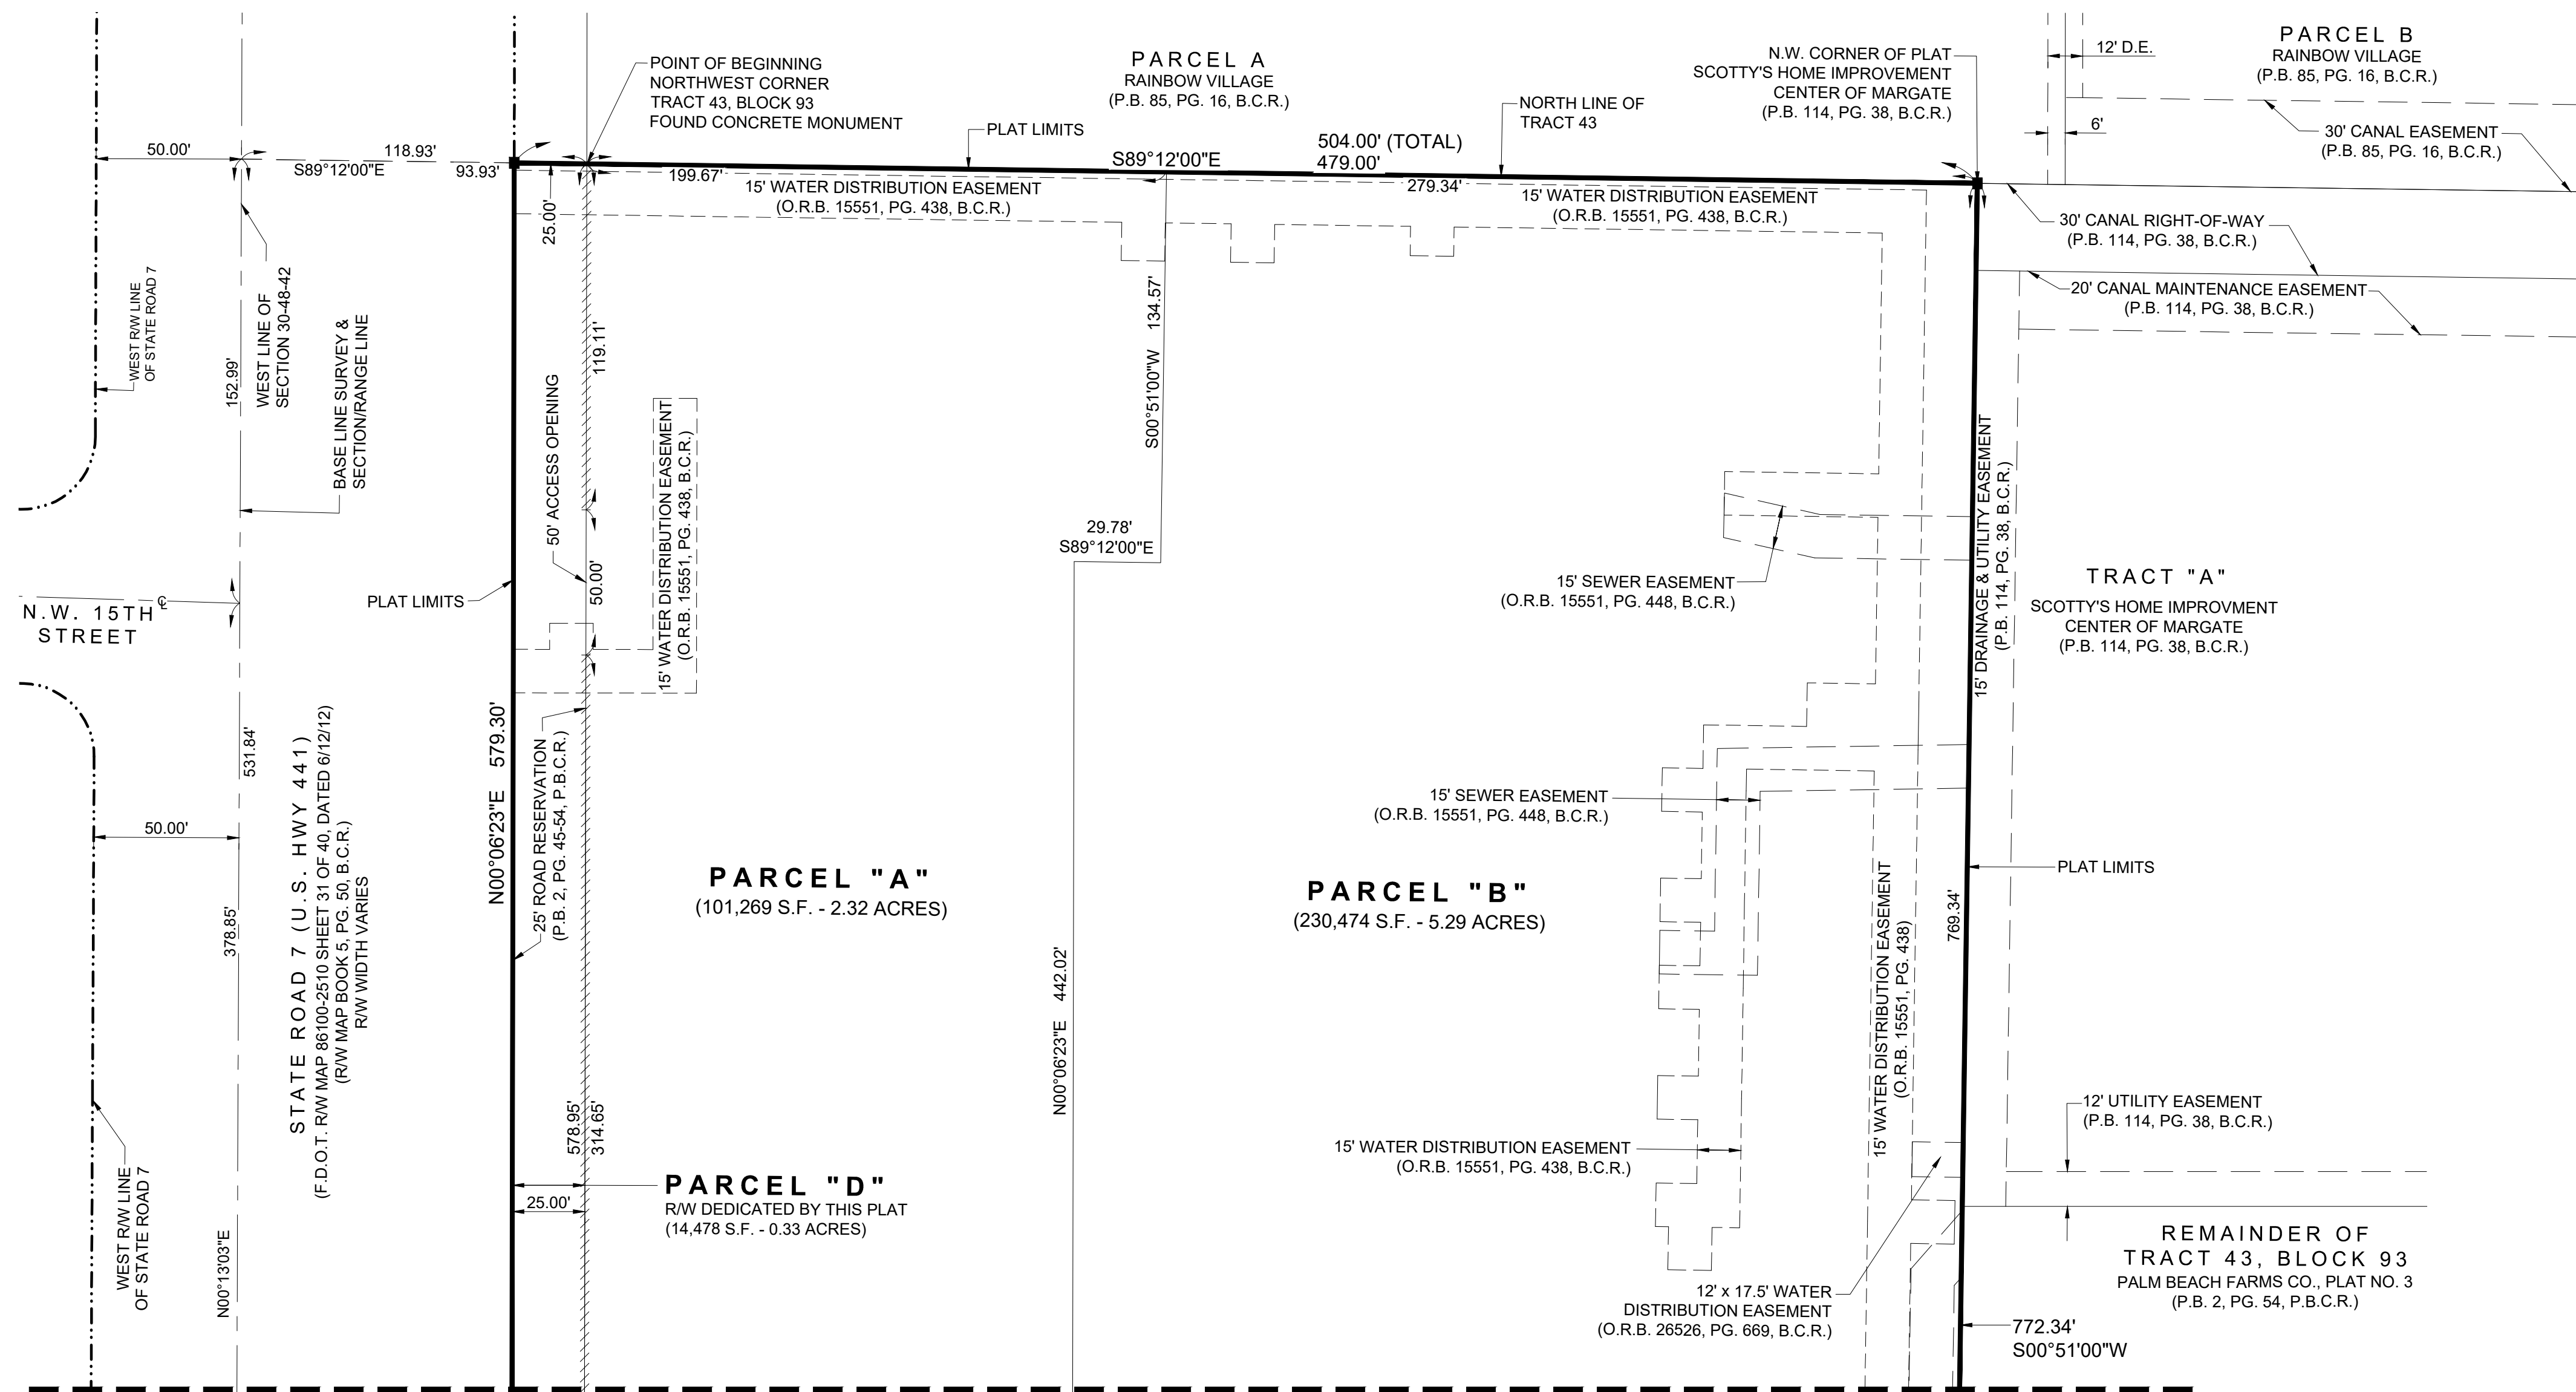 POINT OF BEGINNING
NORTHWEST CORNER
TRACT 43, BLOCK 93
FOUND CONCRETE MONUMENT
PARCEL A
RAINBOW VILLAGE
(P.B. 85, PG. 16, B.C.R.)
N.W. CORNER OF PLAT
SCOTTY'S HOME IMPROVEMENT
CENTER OF MARGATE
(P.B. 114, PG. 38, B.C.R.)
12' D.E.
PARCEL B
RAINBOW VILLAGE
(P.B. 85, PG. 16, B.C.R.)
6'
30' CANAL EASEMENT
(P.B. 85, PG. 16, B.C.R.)
PLAT LIMITS
NORTH LINE OF
TRACT 43
504.00' (TOTAL)
S89°12'00"E
479.00'
50.00'
118.93'
S89°12'00"E
93.93'
199.67'
279.34'
15' WATER DISTRIBUTION EASEMENT
(O.R.B. 15551, PG. 438, B.C.R.)
15' WATER DISTRIBUTION EASEMENT
(O.R.B. 15551, PG. 438, B.C.R.)
25.00'
30' CANAL RIGHT-OF-WAY
(P.B. 114, PG. 38, B.C.R.)
20' CANAL MAINTENANCE EASEMENT
(P.B. 114, PG. 38, B.C.R.)
WEST R/W LINE
OF STATE ROAD 7
152.99'
WEST LINE OF
SECTION 30-48-42
BASE LINE SURVEY &
SECTION/RANGE LINE
119.11'
50' ACCESS OPENING
15' WATER DISTRIBUTION EASEMENT
(O.R.B. 15551, PG. 438, B.C.R.)
S00°51'00"W 134.57'
29.78'
S89°12'00"E
15' DRAINAGE & UTILITY EASEMENT
(P.B. 114, PG. 38, B.C.R.)
15' SEWER EASEMENT
(O.R.B. 15551, PG. 448, B.C.R.)
TRACT "A"
SCOTTY'S HOME IMPROVMENT
CENTER OF MARGATE
(P.B. 114, PG. 38, B.C.R.)
N.W. 15TH ℄
STREET
PLAT LIMITS
50.00'
531.84'
50.00'
378.85'
STATE ROAD 7 (U.S. HWY 441)
(F.D.O.T. R/W MAP 86100-2510 SHEET 31 OF 40, DATED 6/12/12)
(R/W MAP BOOK 5, PG. 50, B.C.R.)
R/W WIDTH VARIES
N00°06'23"E 579.30'
25' ROAD RESERVATION
(P.B. 2, PG. 45-54, P.B.C.R.)
PARCEL "A"
(101,269 S.F. - 2.32 ACRES)
N00°06'23"E 442.02'
PARCEL "B"
(230,474 S.F. - 5.29 ACRES)
15' SEWER EASEMENT
(O.R.B. 15551, PG. 448, B.C.R.)
15' WATER DISTRIBUTION EASEMENT
(O.R.B. 15551, PG. 438)
769.34'
PLAT LIMITS
578.95'
314.65'
PARCEL "D"
R/W DEDICATED BY THIS PLAT
(14,478 S.F. - 0.33 ACRES)
25.00'
WEST R/W LINE
OF STATE ROAD 7
N00°13'03"E
15' WATER DISTRIBUTION EASEMENT
(O.R.B. 15551, PG. 438, B.C.R.)
12' UTILITY EASEMENT
(P.B. 114, PG. 38, B.C.R.)
12' x 17.5' WATER
DISTRIBUTION EASEMENT
(O.R.B. 26526, PG. 669, B.C.R.)
REMAINDER OF
TRACT 43, BLOCK 93
PALM BEACH FARMS CO., PLAT NO. 3
(P.B. 2, PG. 54, P.B.C.R.)
772.34'
S00°51'00"W